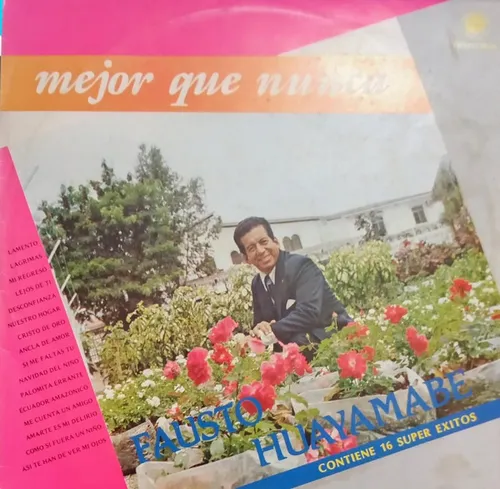 mejor que nunca
LAMENTO
LAGRIMAS
MI REGRESO
LEJOS DE TI
DESCONFIANZA
NUESTRO HOGAR
CRISTO DE ORO
ANCLA DE AMOR
SI ME FALTAS TU
NAVIDAD DEL NIÑO
PALOMITA ERRANTE
ECUADOR AMAZONICO
ME CUENTA UN AMIGO
AMARTE ES MI DELIRIO
COMO SI FUERA UN NIÑO
ASI TE HAN DE VER MI OJOS
FAUSTO
HUAYAMABE
CONTIENE 16 SUPER EXITOS